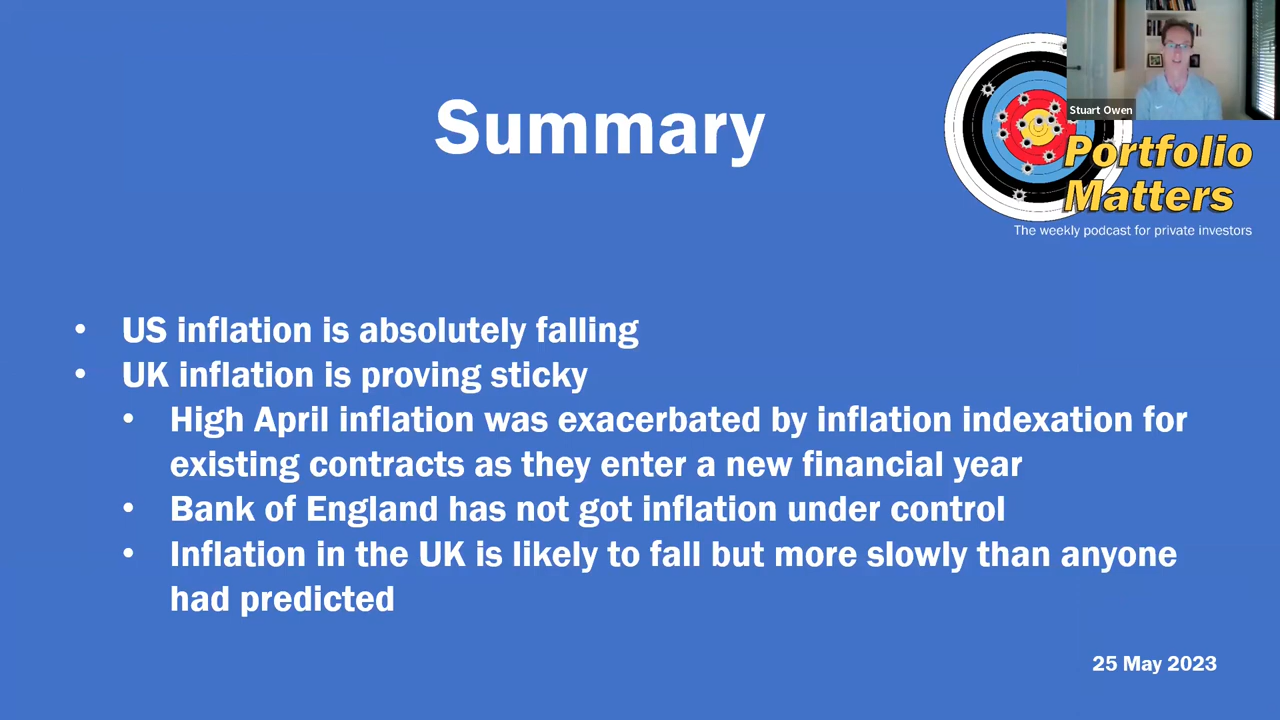 Summary
Stuart Owen
Portfolio
Matters
The weekly podcast for private investors
• US inflation is absolutely falling
• UK inflation is proving sticky
• High April inflation was exacerbated by inflation indexation for
existing contracts as they enter a new financial year
• Bank of England has not got inflation under control
• Inflation in the UK is likely to fall but more slowly than anyone
had predicted
25 May 2023